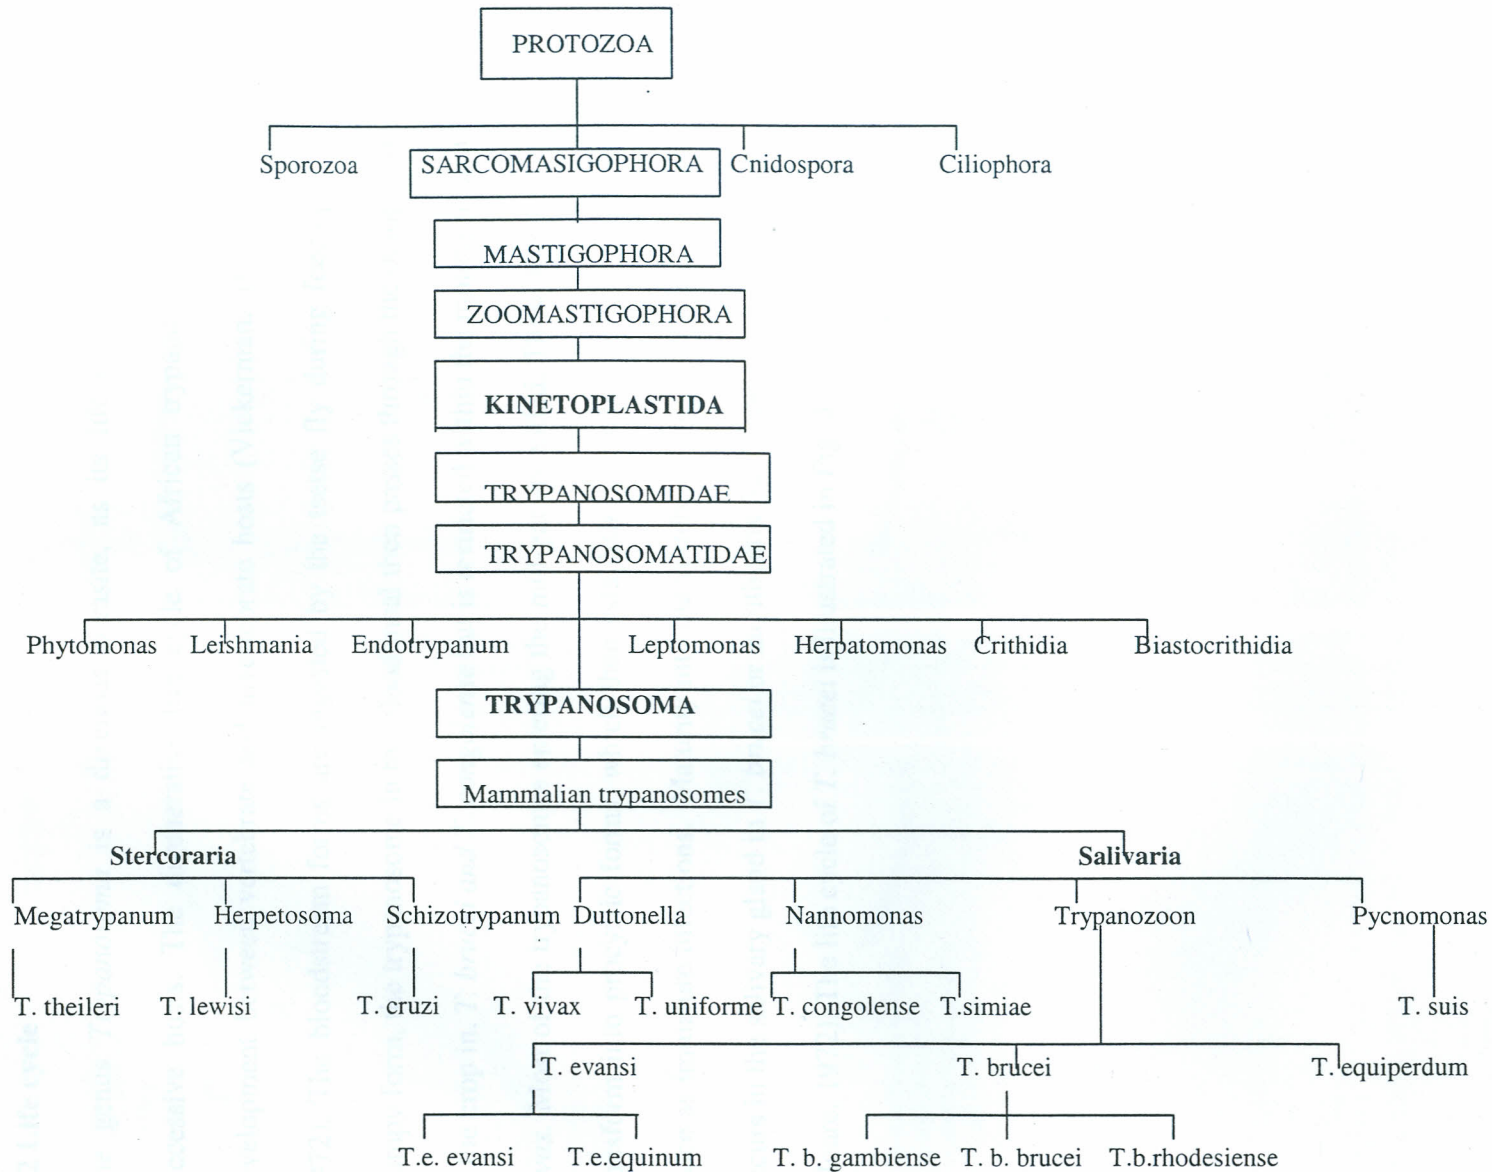 PROTOZOA
Sporozoa SARCOMASIGOPHORA Cnidospora Ciliophora
MASTIGOPHORA
ZOOMASTIGOPHORA
KINETOPLASTIDA
TRYPANOSOMIDAE
TRYPANOSOMATIDAE
Phytomonas Leishmania Endotrypanum Leptomonas Herpatomonas Crithidia Biastocrithidia
TRYPANOSOMA
Mammalian trypanosomes
Stercoraria Salivaria
Megatrypanum Herpetosoma Schizotrypanum Duttonella Nannomonas Trypanozoon Pycnomonas
T. theileri T. lewisi T. cruzi T. vivax T. uniforme T. congolense T.simiae T. suis
T. evansi T. brucei T. equiperdum
T.e. evansi T.e.equinum T. b. gambiense T. b. brucei T.b.rhodesiense